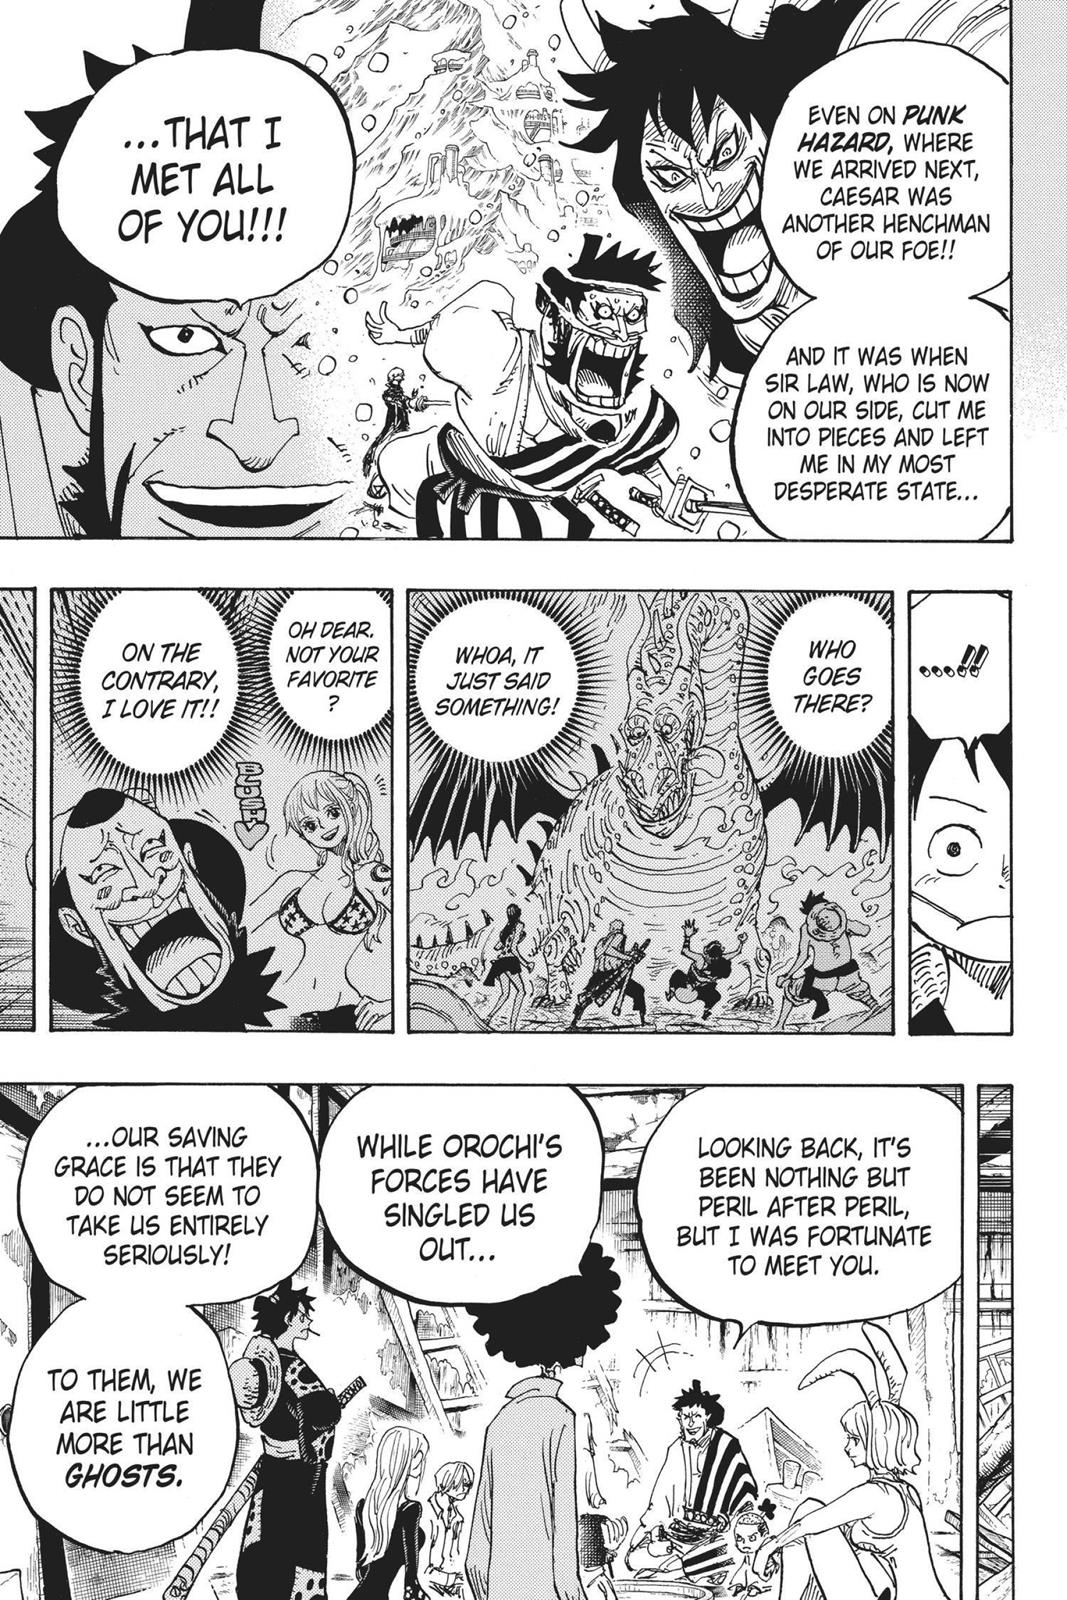 EVEN ON PUNK
HAZARD, WHERE
WE ARRIVED NEXT,
CAESAR WAS
ANOTHER HENCHMAN
OF OUR FOE!!
AND IT WAS WHEN
SIR LAW, WHO IS NOW
ON OUR SIDE, CUT ME
INTO PIECES AND LEFT
ME IN MY MOST
DESPERATE STATE...
...THAT I
MET ALL
OF YOU!!!
.....!!
WHO
GOES
THERE?
WHOA, IT
JUST SAID
SOMETHING!
OH DEAR.
NOT YOUR
FAVORITE
?
ON THE
CONTRARY,
I LOVE IT!!
BLUSH
LOOKING BACK, IT'S
BEEN NOTHING BUT
PERIL AFTER PERIL,
BUT I WAS FORTUNATE
TO MEET YOU.
WHILE OROCHI'S
FORCES HAVE
SINGLED US
OUT...
...OUR SAVING
GRACE IS THAT THEY
DO NOT SEEM TO
TAKE US ENTIRELY
SERIOUSLY!
TO THEM, WE
ARE LITTLE
MORE THAN
GHOSTS.